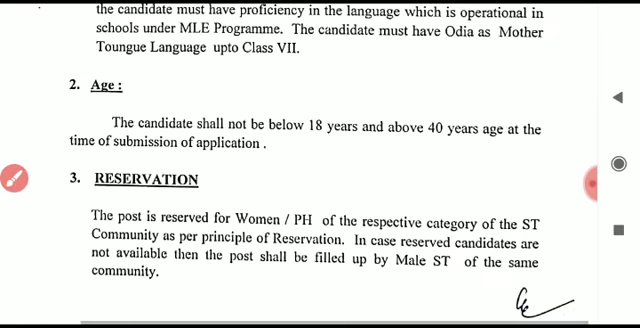 the candidate must have proficiency in the language which is operational in
schools under MLE Programme. The candidate must have Odia as Mother
Toungue Language upto Class VII.
2. Age :
The candidate shall not be below 18 years and above 40 years age at the
time of submission of application .
3. RESERVATION
The post is reserved for Women / PH of the respective category of the ST
Community as per principle of Reservation. In case reserved candidates are
not available then the post shall be filled up by Male ST of the same
community.